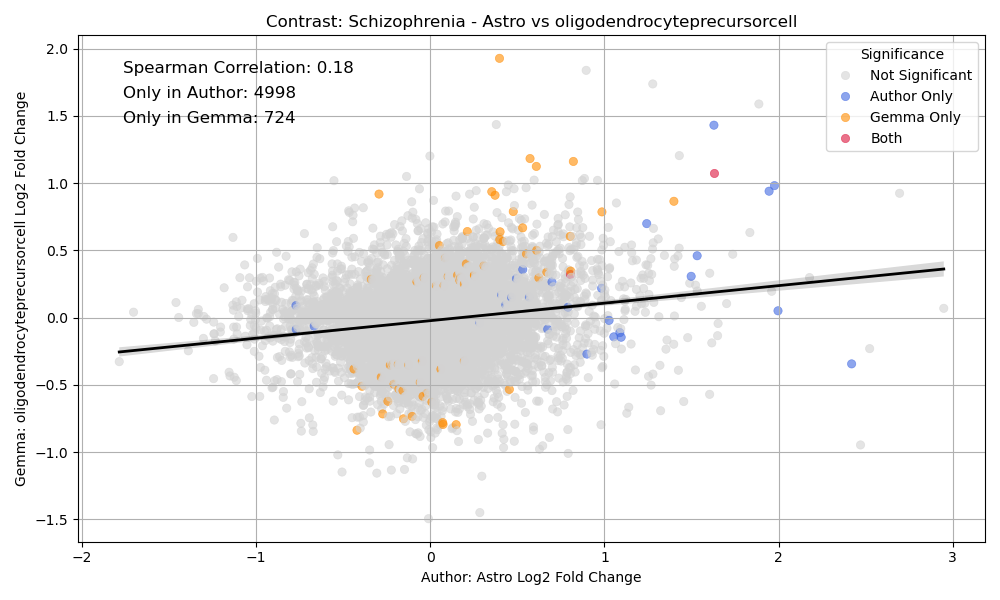 Contrast: Schizophrenia - Astro vs oligodendrocyteprecursorcell
Spearman Correlation: 0.18
Only in Author: 4998
Only in Gemma: 724
Significance
Not Significant
Author Only
Gemma Only
Both
Gemma: oligodendrocyteprecursorcell Log2 Fold Change
2.0
1.5
1.0
0.5
0.0
−0.5
−1.0
−1.5
−2
−1
0
1
2
3
Author: Astro Log2 Fold Change